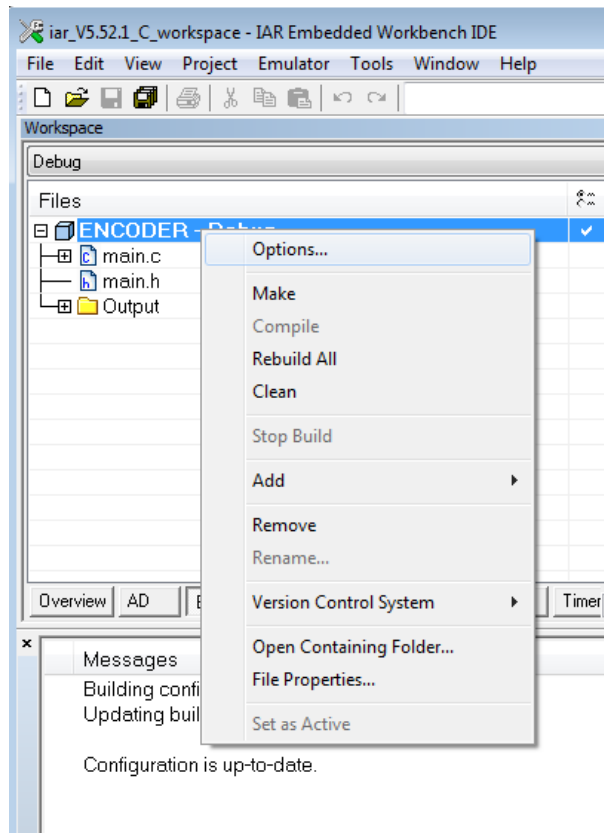 iar_V5.52.1_C_workspace - IAR Embedded Workbench IDE
File Edit View Project Emulator Tools Window Help
Workspace
Debug
Files
ENCODER - Debug
main.c
main.h
Output
Options...
Make
Compile
Rebuild All
Clean
Stop Build
Add
Remove
Rename...
Version Control System
Open Containing Folder...
File Properties...
Set as Active
Overview AD Timer
Messages
Building confi
Updating buil
Configuration is up-to-date.